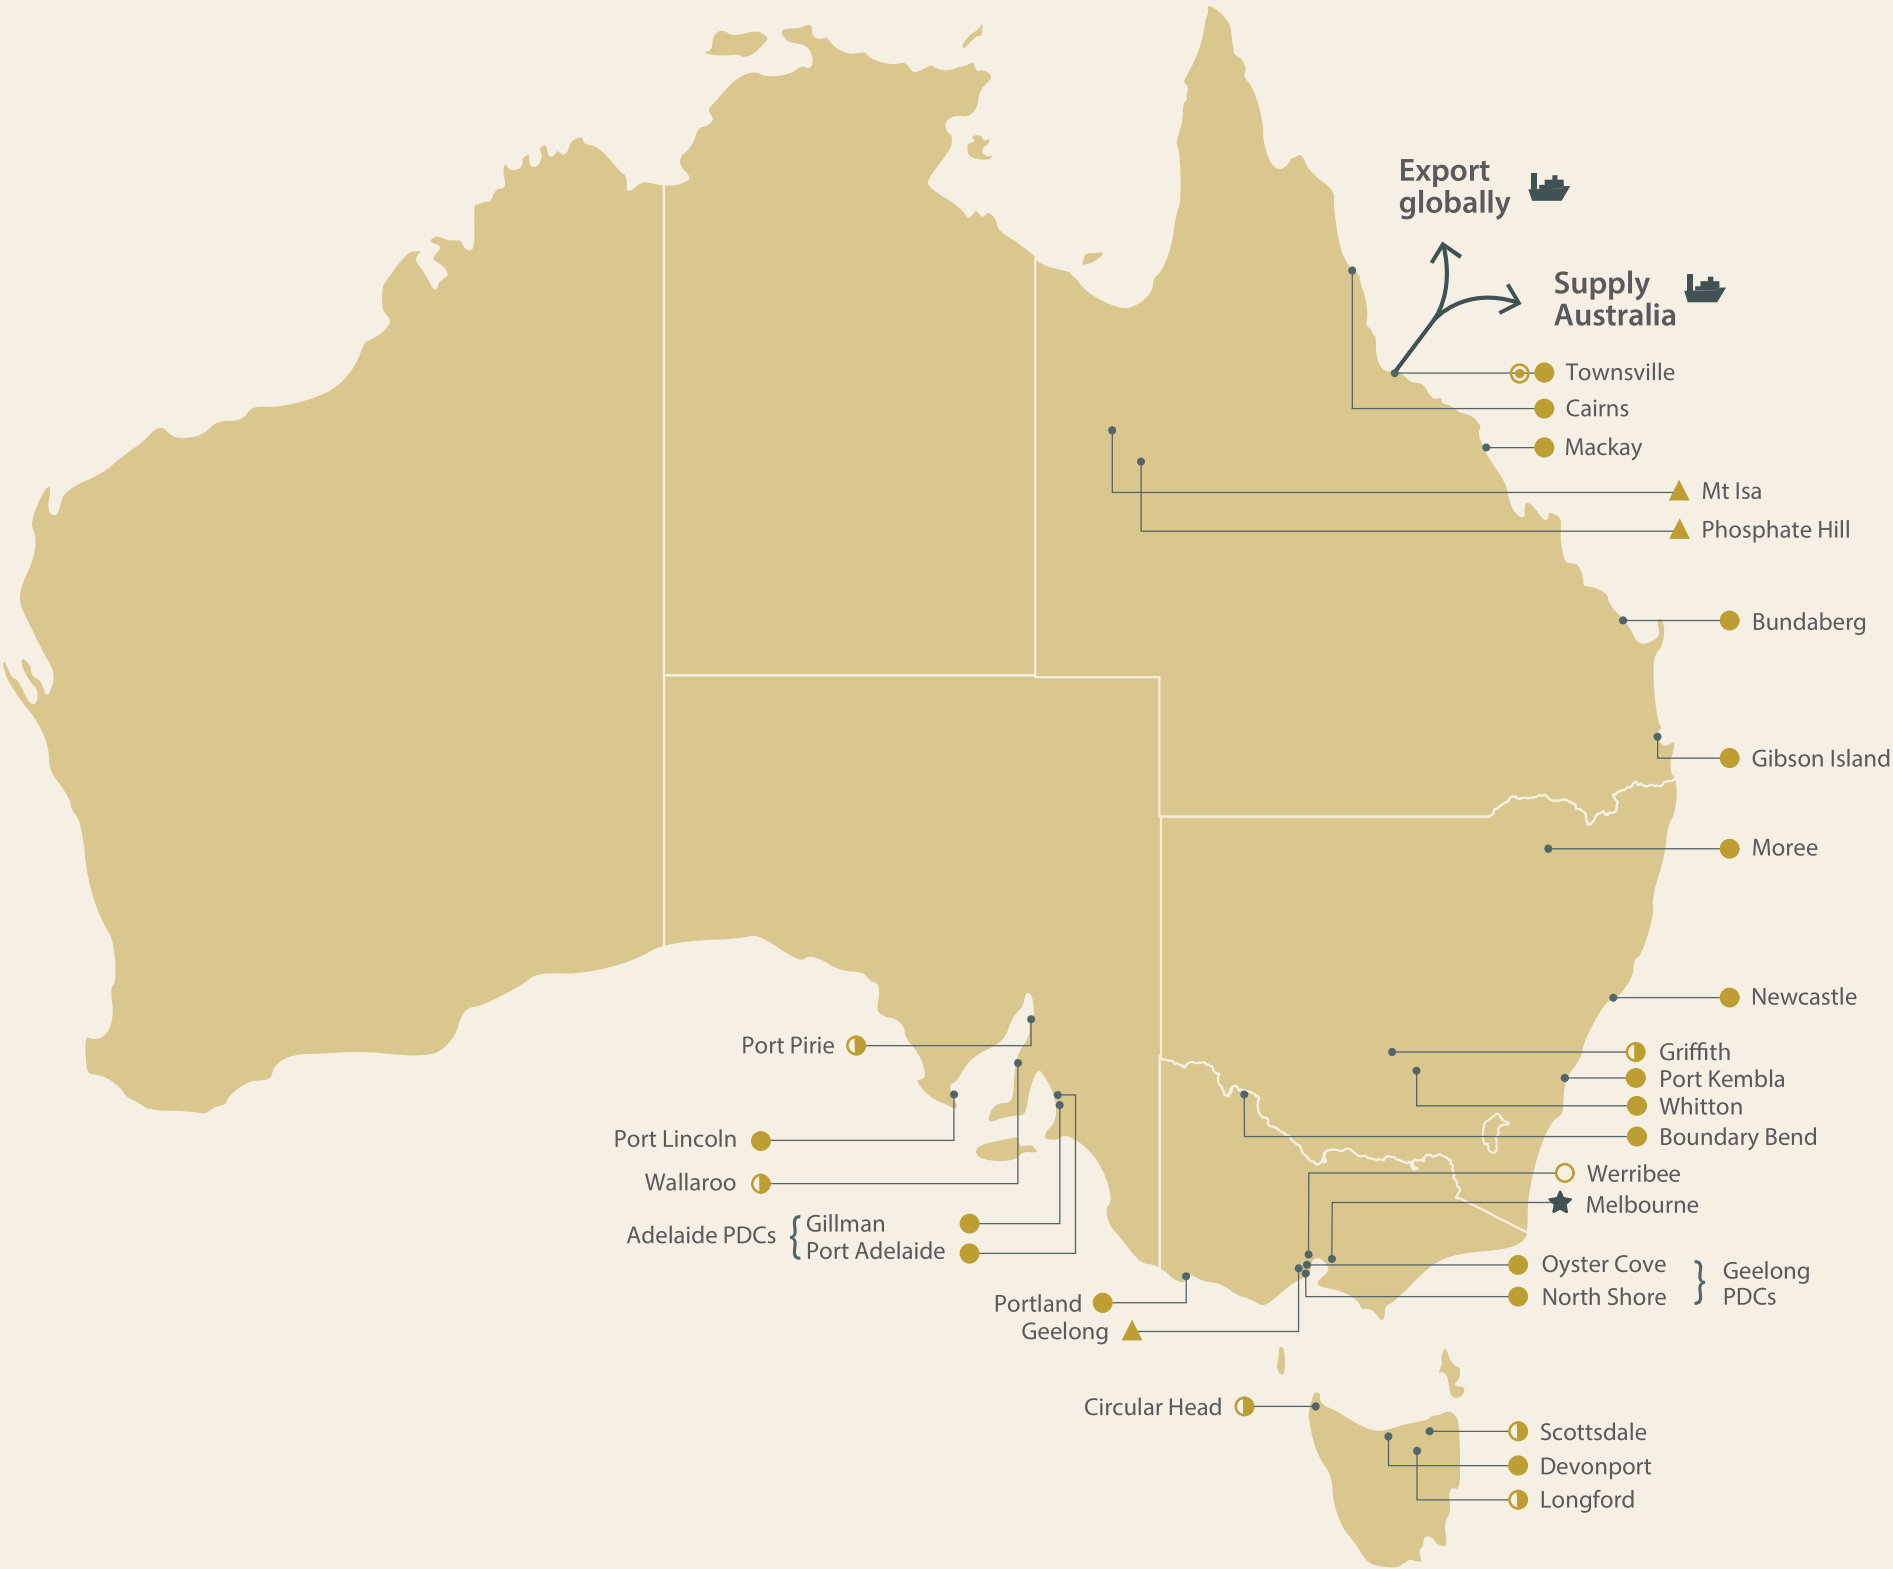 Export
globally
Supply
Australia
Townsville
Cairns
Mackay
Mt Isa
Phosphate Hill
Bundaberg
Gibson Island
Moree
Newcastle
Griffith
Port Kembla
Whitton
Boundary Bend
Werribee
Melbourne
Oyster Cove
North Shore
Geelong
PDCs
Port Pirie
Port Lincoln
Wallaroo
Adelaide PDCs
Gillman
Port Adelaide
Portland
Geelong
Circular Head
Scottsdale
Devonport
Longford